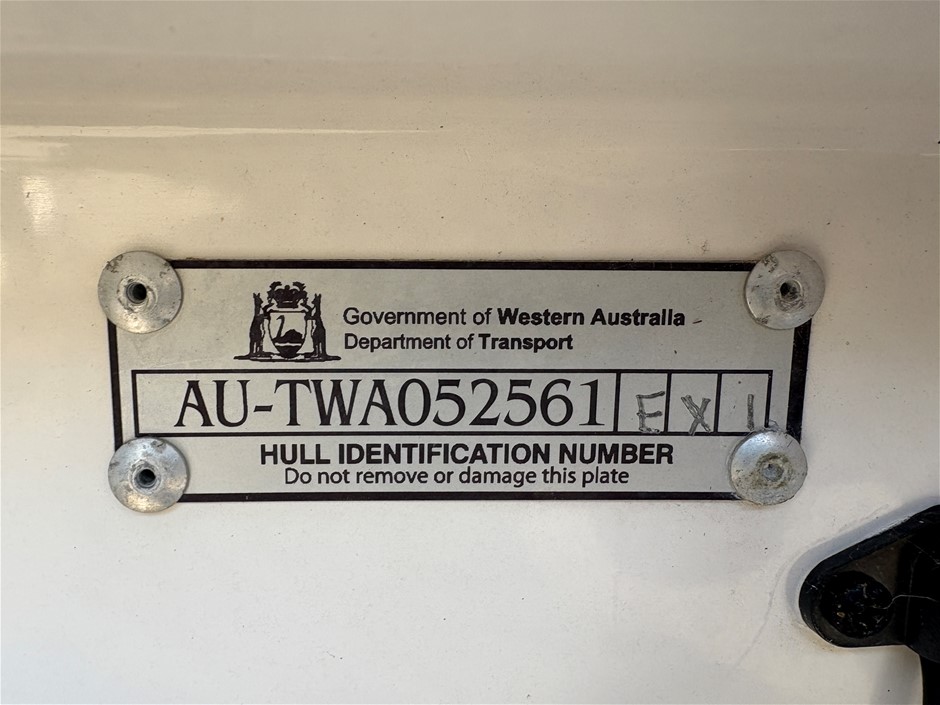 Government of Western Australia
Department of Transport
AU-TWA052561 E X 1
HULL IDENTIFICATION NUMBER
Do not remove or damage this plate